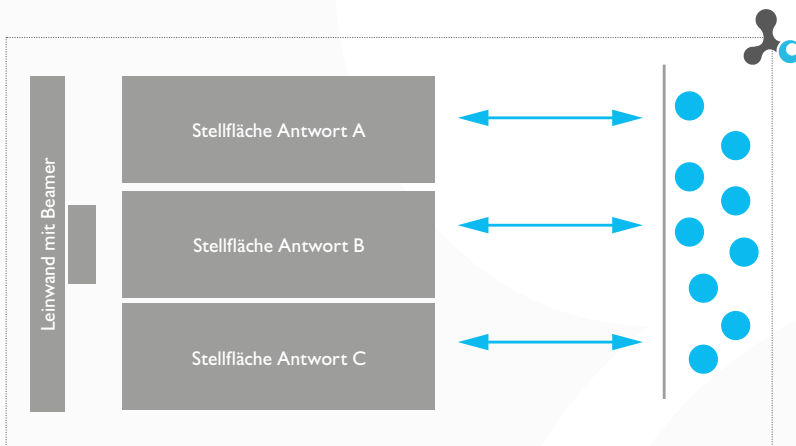 Leinwand mit Beamer
Stellfläche Antwort A
Stellfläche Antwort B
Stellfläche Antwort C